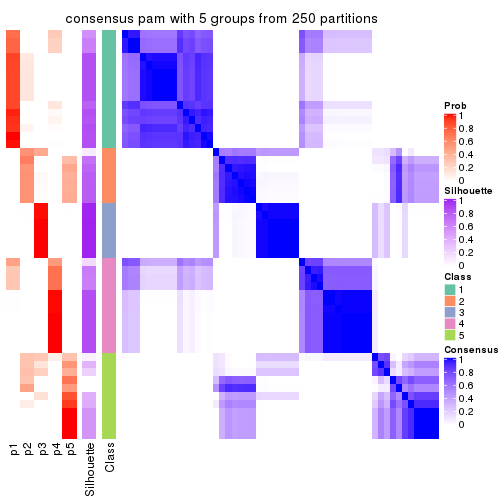 consensus pam with 5 groups from 250 partitions
Prob
1
0.8
0.6
0.4
0.2
0
Silhouette
1
0.8
0.6
0.4
0.2
0
Class
1
2
3
4
5
Consensus
1
0.8
0.6
0.4
0.2
0
p1
p2
p3
p4
p5
Silhouette
Class